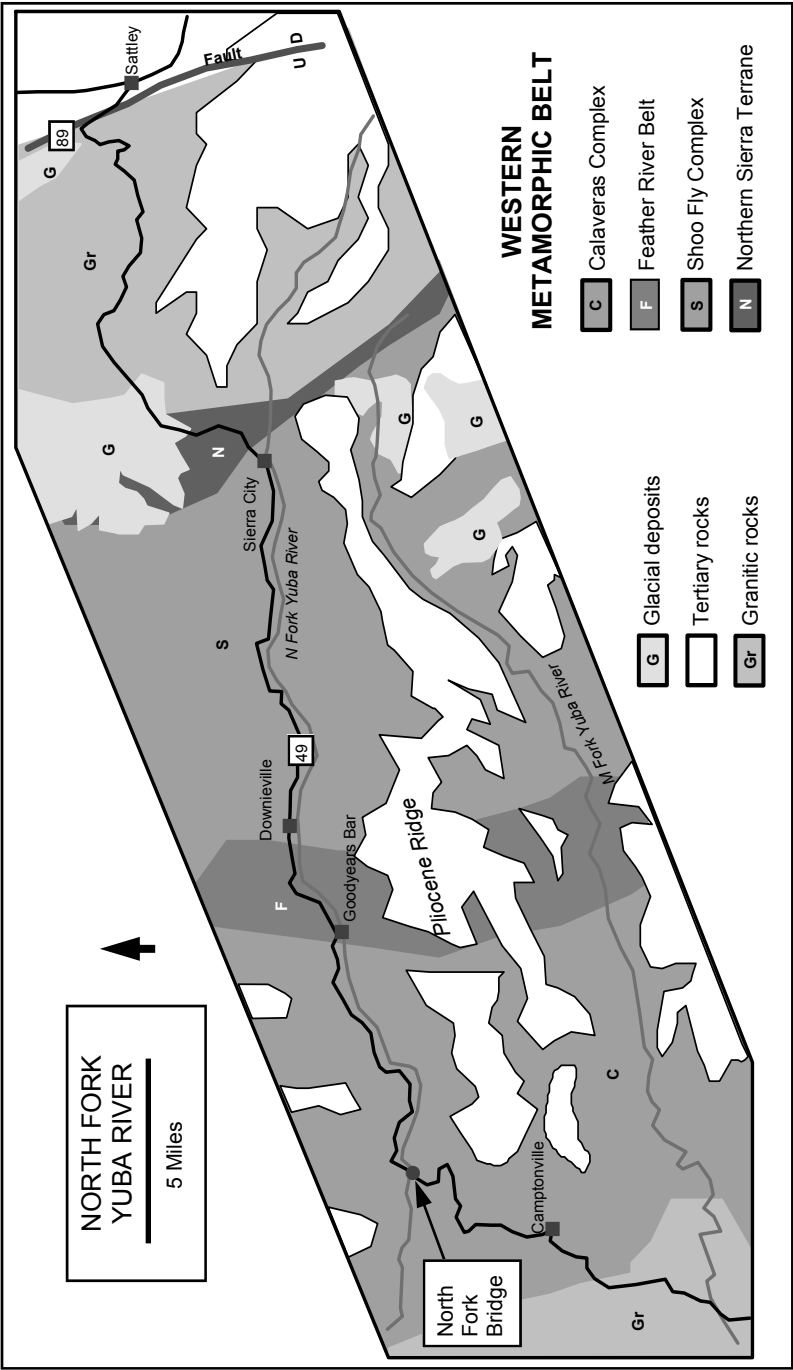 NORTH FORK
YUBA RIVER
5 Miles
Sattley
Fault
U
D
89
G
Gr
G
N
Sierra City
N Fork Yuba River
S
49
Downieville
F
Goodyears Bar
Pliocene Ridge
M Fork Yuba River
G
G
G
C
North
Fork
Bridge
Camptonville
Gr
WESTERN
METAMORPHIC BELT
C Calaveras Complex
F Feather River Belt
S Shoo Fly Complex
N Northern Sierra Terrane
G Glacial deposits
Tertiary rocks
Gr Granitic rocks